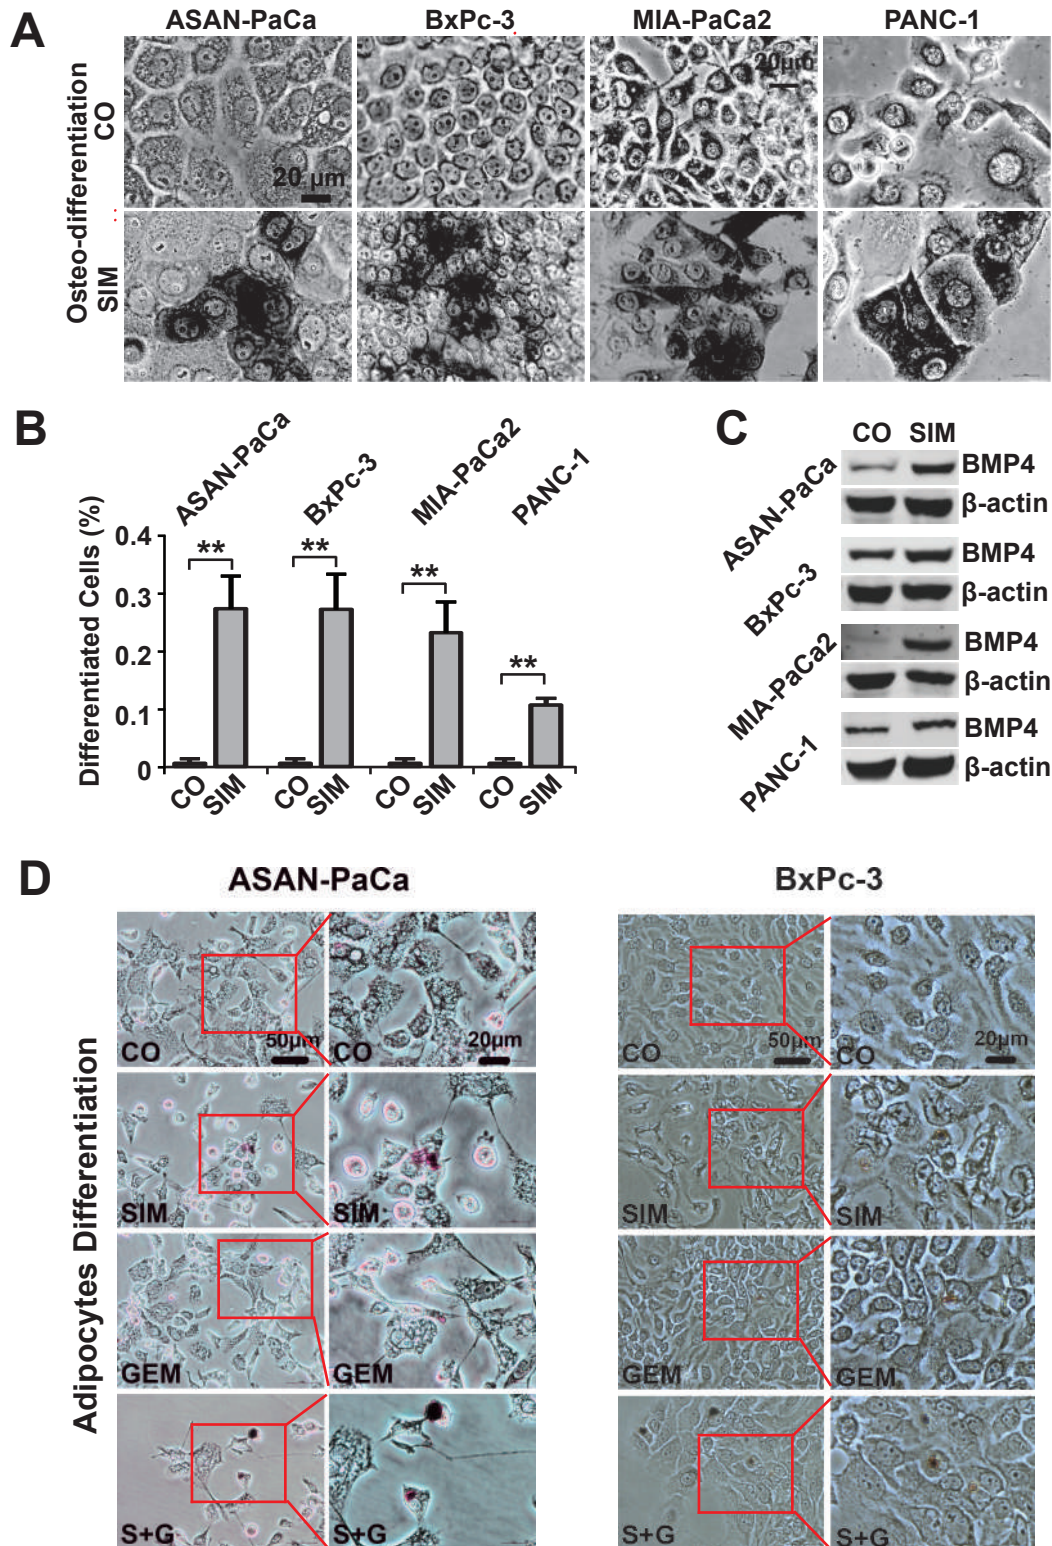 A
ASAN-PaCa BxPc-3 MIA-PaCa2 PANC-1
Osteo-differentiation
CO
SIM
20 µm
20µm
B
ASAN-PaCa
BxPc-3
MIA-PaCa2
PANC-1
Differentiated Cells (%)
0.4
0.3
0.2
0.1
0
** ** ** **
CO SIM CO SIM CO SIM CO SIM
C
CO SIM
ASAN-PaCa
BMP4
β-actin
BxPc-3
BMP4
β-actin
MIA-PaCa2
BMP4
β-actin
PANC-1
BMP4
β-actin
D
ASAN-PaCa BxPc-3
Adipocytes Differentiation
50µm 20µm 50µm 20µm
CO CO CO CO
SIM SIM SIM SIM
GEM GEM GEM GEM
S+G S+G S+G S+G